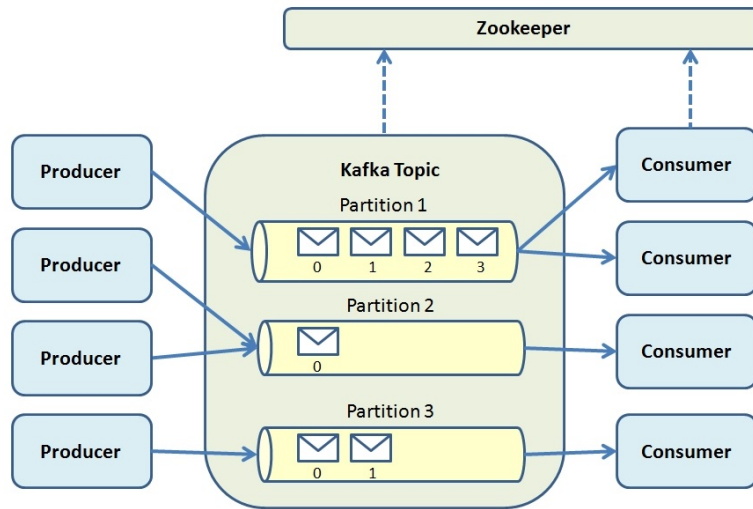 Zookeeper
Producer
Kafka Topic
Consumer
Partition 1
0 1 2 3
Producer
Consumer
Partition 2
0
Producer
Consumer
Partition 3
0 1
Producer
Consumer